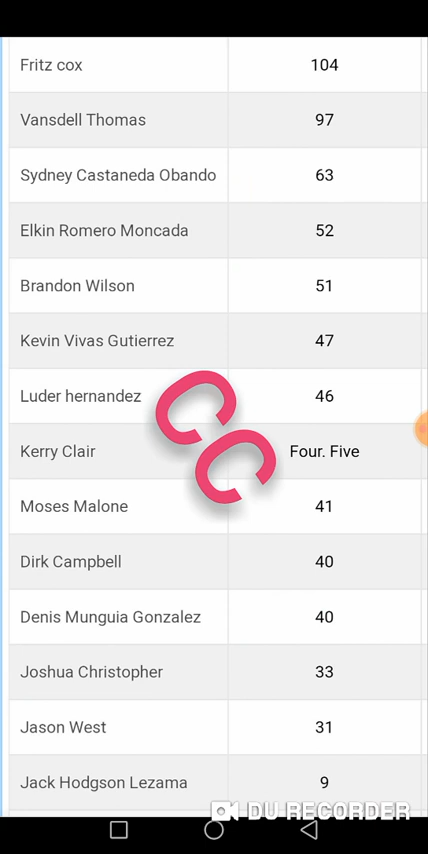 Fritz cox 104
Vansdell Thomas 97
Sydney Castaneda Obando 63
Elkin Romero Moncada 52
Brandon Wilson 51
Kevin Vivas Gutierrez 47
Luder hernandez 46
Kerry Clair Four. Five
Moses Malone 41
Dirk Campbell 40
Denis Munguia Gonzalez 40
Joshua Christopher 33
Jason West 31
Jack Hodgson Lezama 9
CC
DU RECORDER